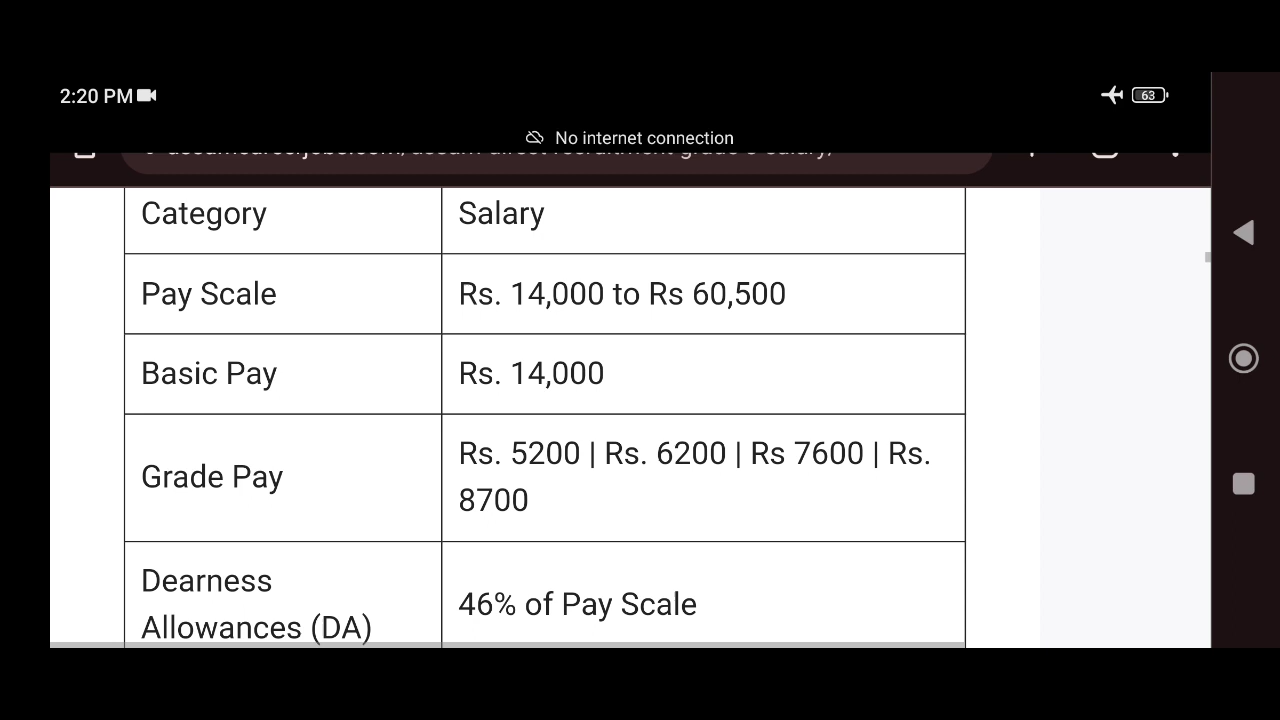 2:20 PM
63
No internet connection
Category
Salary
Pay Scale
Rs. 14,000 to Rs 60,500
Basic Pay
Rs. 14,000
Grade Pay
Rs. 5200 | Rs. 6200 | Rs 7600 | Rs.
8700
Dearness
Allowances (DA)
46% of Pay Scale